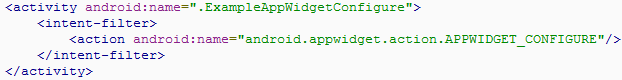 <activity android:name=".ExampleAppWidgetConfigure">
    <intent-filter>
        <action android:name="android.appwidget.action.APPWIDGET_CONFIGURE"/>
    </intent-filter>
</activity>